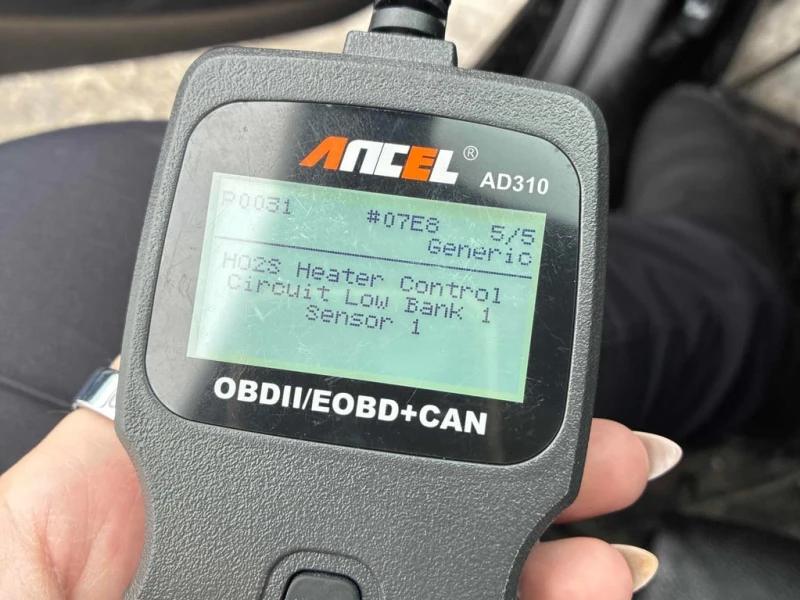 ANCEL®
AD310
P0031
#07E8 5/5
Generic
HO2S Heater Control
Circuit Low Bank 1
Sensor 1
OBDII/EOBD+CAN